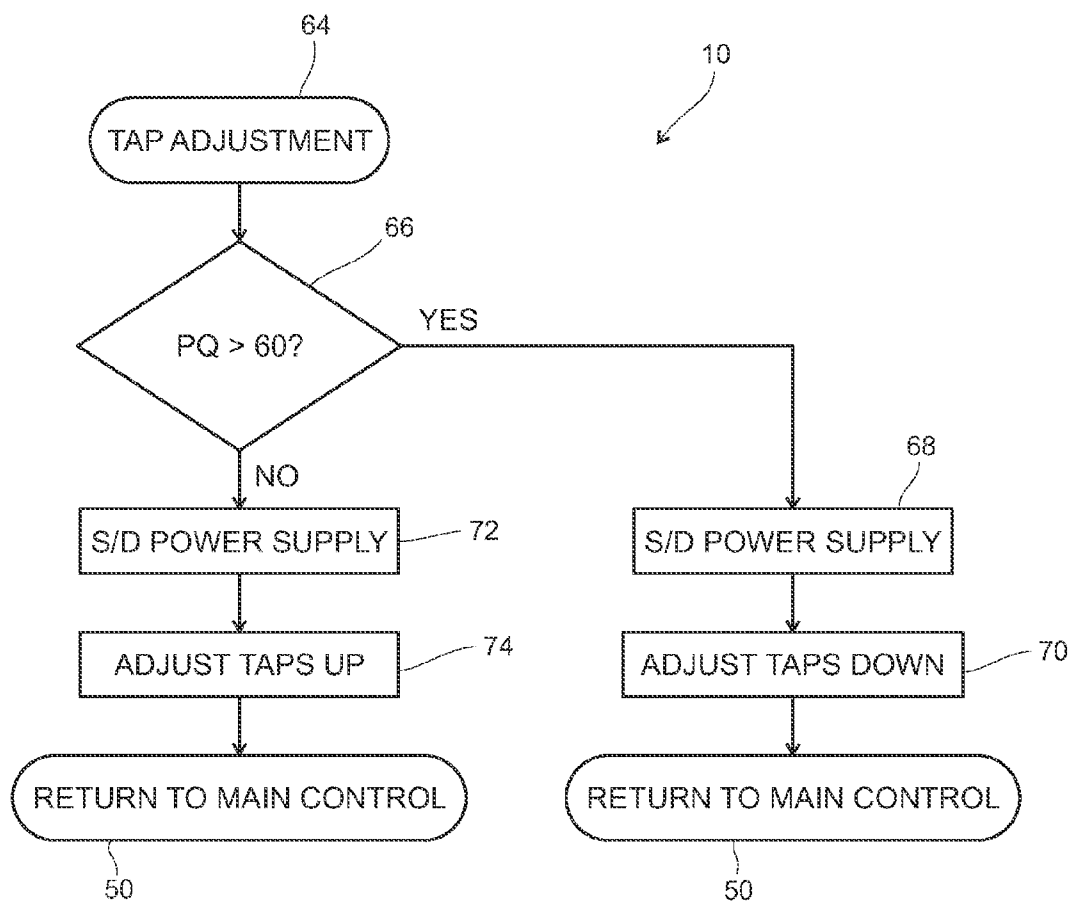 64
10
TAP ADJUSTMENT
66
YES
PQ > 60?
68
NO
S/D POWER SUPPLY
72
S/D POWER SUPPLY
ADJUST TAPS UP
74
ADJUST TAPS DOWN
70
RETURN TO MAIN CONTROL
RETURN TO MAIN CONTROL
50
50